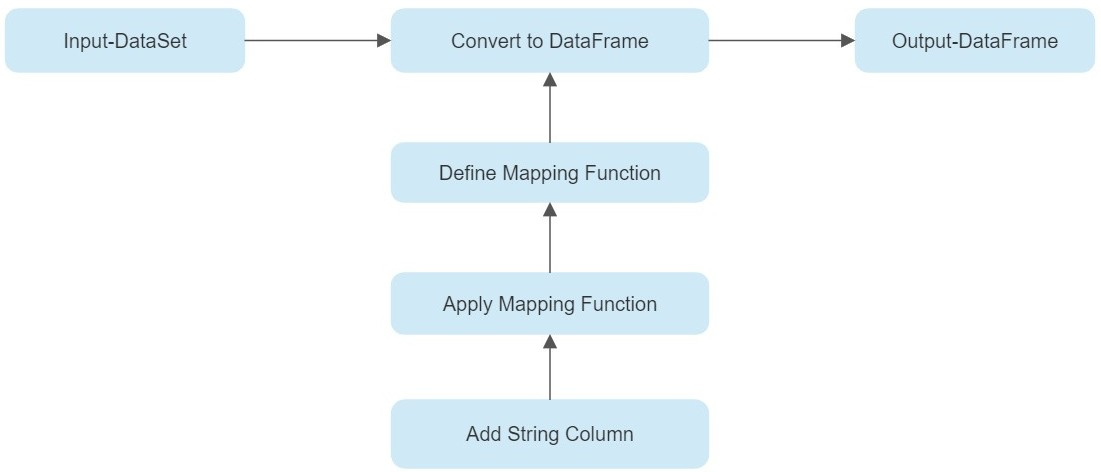 Input-DataSet
Convert to DataFrame
Output-DataFrame
Define Mapping Function
Apply Mapping Function
Add String Column